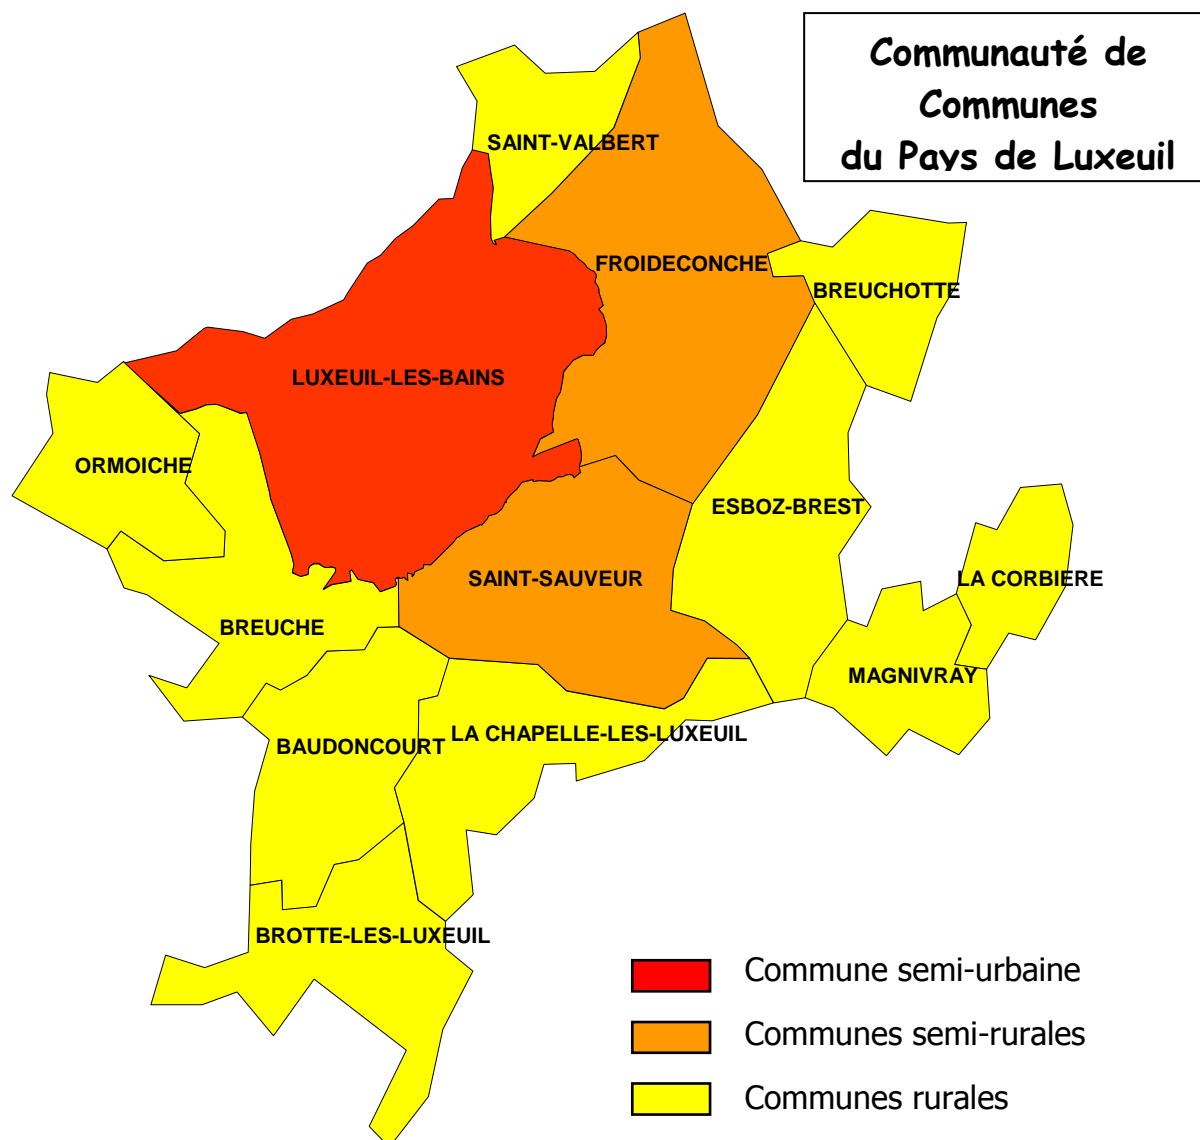 Communauté de
Communes
du Pays de Luxeuil
SAINT-VALBERT
FROIDECONCHE
BREUCHOTTE
LUXEUIL-LES-BAINS
ORMOICHE
ESBOZ-BREST
SAINT-SAUVEUR
LA CORBIERE
BREUCHE
MAGNIVRAY
LA CHAPELLE-LES-LUXEUIL
BAUDONCOURT
BROTTE-LES-LUXEUIL
Commune semi-urbaine
Communes semi-rurales
Communes rurales